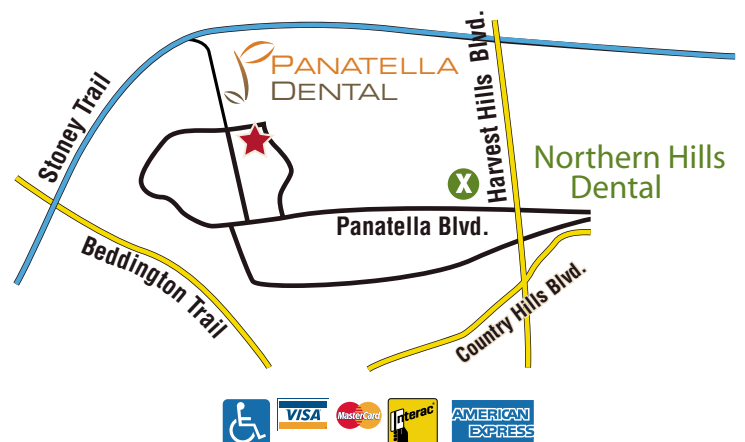 PANATELLA
DENTAL
Stoney Trail
Harvest Hills Blvd.
X
Northern Hills
Dental
Panatella Blvd.
Beddington Trail
Country Hills Blvd.
VISA
MasterCard
Interac
AMERICAN
EXPRESS